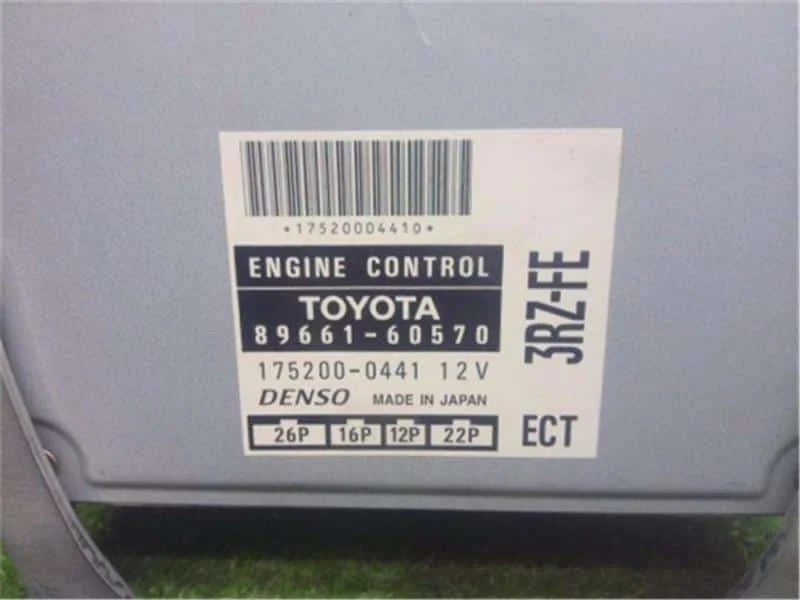 *17520004410*
ENGINE CONTROL
TOYOTA
89661-60570
175200-0441 12V
DENSO MADE IN JAPAN
26P 16P 12P 22P
3RZ-FE
ECT